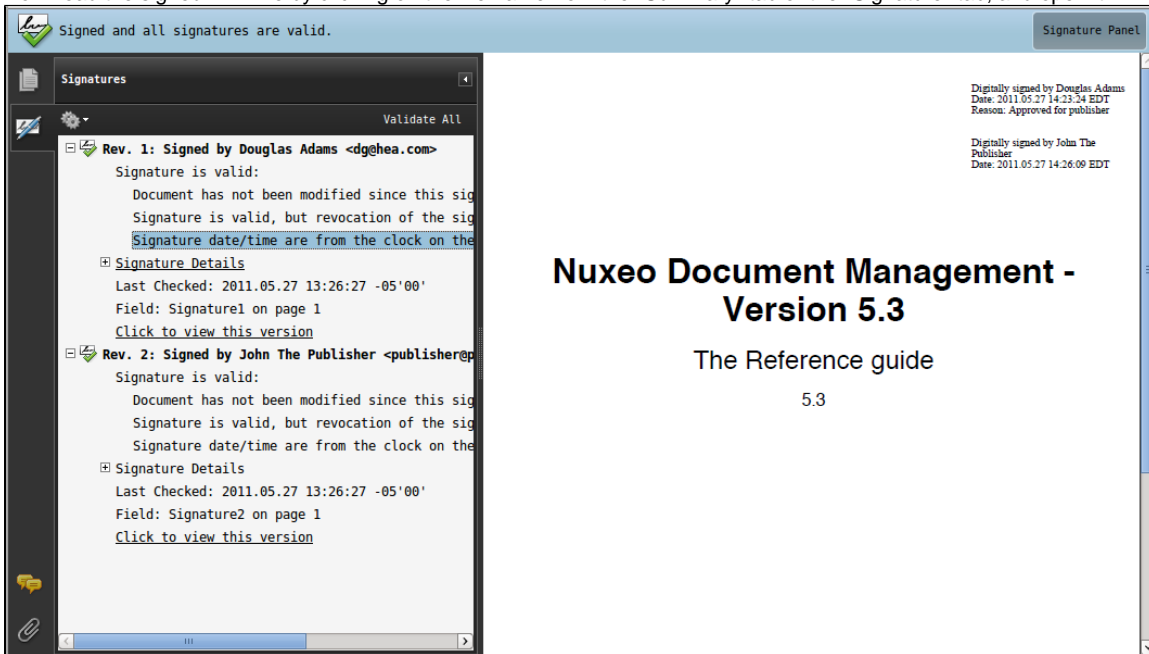 Signed and all signatures are valid.
Signature Panel
Signatures
Validate All
Rev. 1: Signed by Douglas Adams <dg@hea.com>
Signature is valid:
Document has not been modified since this sig
Signature is valid, but revocation of the sig
Signature date/time are from the clock on the
Signature Details
Last Checked: 2011.05.27 13:26:27 -05'00'
Field: Signature1 on page 1
Click to view this version
Rev. 2: Signed by John The Publisher <publisher@p
Signature is valid:
Document has not been modified since this sig
Signature is valid, but revocation of the sig
Signature date/time are from the clock on the
Signature Details
Last Checked: 2011.05.27 13:26:27 -05'00'
Field: Signature2 on page 1
Click to view this version
Digitally signed by Douglas Adams
Date: 2011.05.27 14:23:24 EDT
Reason: Approved for publisher
Digitally signed by John The
Publisher
Date: 2011.05.27 14:26:09 EDT
Nuxeo Document Management -
Version 5.3
The Reference guide
5.3